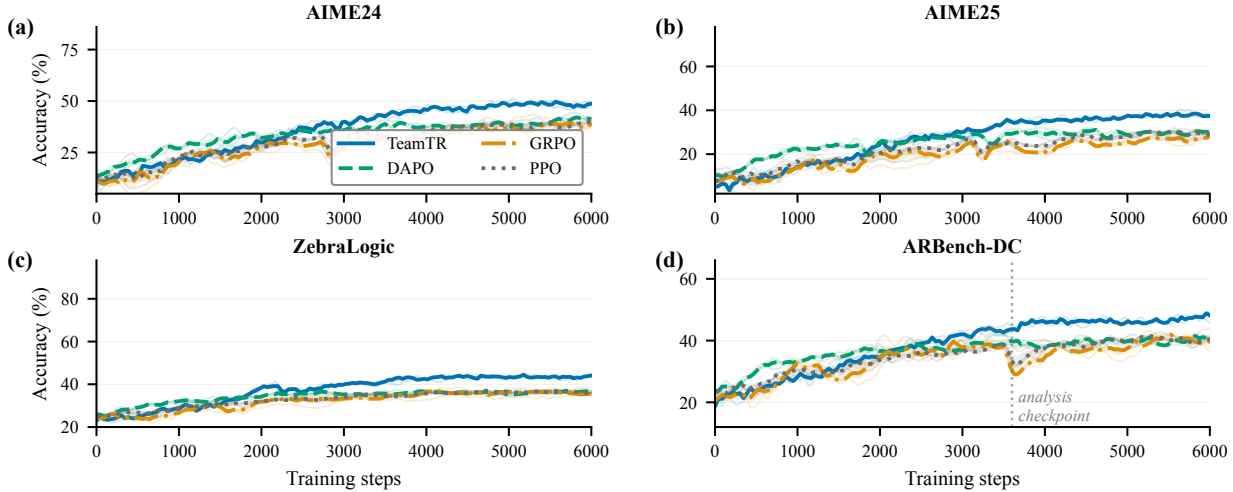 AIME24
(a)
Accuracy (%)
75
50
25
TeamTR
DAPO
GRPO
PPO
0 1000 2000 3000 4000 5000 6000
AIME25
(b)
60
40
20
0 1000 2000 3000 4000 5000 6000
ZebraLogic
(c)
Accuracy (%)
80
60
40
20
0 1000 2000 3000 4000 5000 6000
Training steps
ARBench-DC
(d)
60
40
20
analysis
checkpoint
0 1000 2000 3000 4000 5000 6000
Training steps